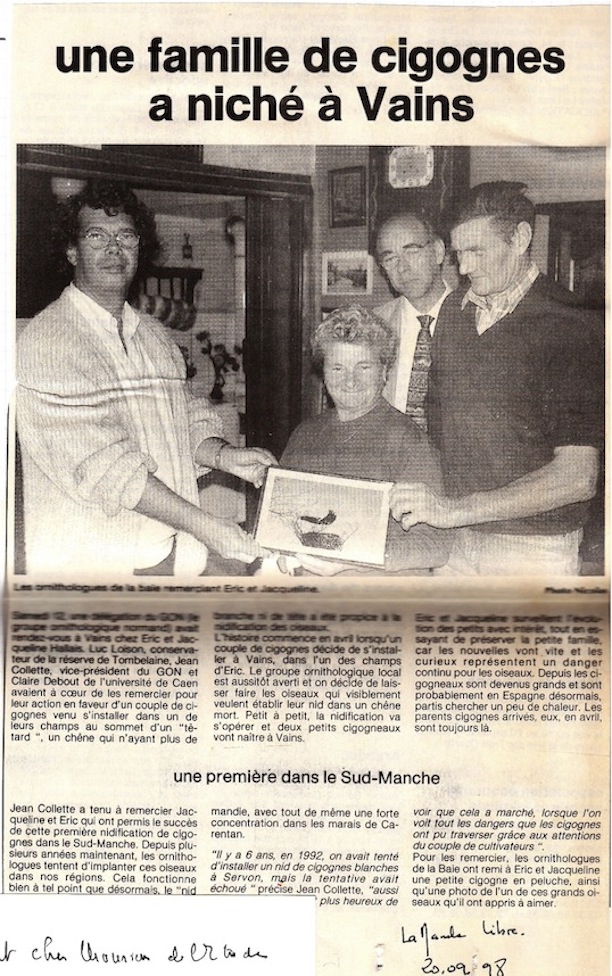 une famille de cigognes
a niché à Vains
Les ornithologues de la baie remerciant Eric et Jacqueline.
Photo Nicolle
Samedi 12, une délégation du GON (le
groupe ornithologique normand) avait
rendez-vous à Vains chez Eric et Jac-
queline Hallais. Luc Loison, conserva-
teur de la réserve de Tombelaine, Jean
Collette, vice-président du GON et
Claire Debout de l'université de Caen
avaient à cœur de les remercier pour
leur action en faveur d'un couple de ci-
gognes venu s'installer dans un de
leurs champs au sommet d'un "tê-
tard ", un chêne qui n'ayant plus de
branche ni de tête a été propice à la
nidification des oiseaux.
L'histoire commence en avril lorsqu'un
couple de cigognes décide de s'instal-
ler à Vains, dans l'un des champs
d'Eric. Le groupe ornithologique local
est aussitôt averti et on décide de lais-
ser faire les oiseaux qui visiblement
veulent établir leur nid dans un chêne
mort. Petit à petit, la nidification va
s'opérer et deux petits cigogneaux
vont naître à Vains.
Eric et Jacqueline surveillent l'évolu-
tion des petits avec intérêt, tout en es-
sayant de préserver la petite famille,
car les nouvelles vont vite et les
curieux représentent un danger
continu pour les oiseaux. Depuis les ci-
gogneaux sont devenus grands et sont
probablement en Espagne désormais,
partis chercher un peu de chaleur. Les
parents cigognes arrivés, eux, en avril,
sont toujours là.
une première dans le Sud-Manche
Jean Collette a tenu à remercier Jac-
queline et Eric qui ont permis le succès
de cette première nidification de cigo-
gnes dans le Sud-Manche. Depuis plu-
sieurs années maintenant, les ornitho-
logues tentent d'implanter ces oiseaux
dans nos régions. Cela fonctionne
bien à tel point que désormais, le "nid
mandie, avec tout de même une forte
concentration dans les marais de Ca-
rentan.
"Il y a 6 ans, en 1992, on avait tenté
d'installer un nid de cigognes blanches
à Servon, mais la tentative avait
échoué " précise Jean Collette, "aussi
plus heureux de
voir que cela a marché, lorsque l'on
voit tout les dangers que les cigognes
ont pu traverser grâce aux attentions
du couple de cultivateurs ".
Pour les remercier, les ornithologues
de la Baie ont remi à Eric et Jacqueline
une petite cigogne en peluche, ainsi
qu'une photo de l'un de ces grands oi-
seaux qu'il ont appris à aimer.
cher Monsieur
La Manche Libre.
20.09.98